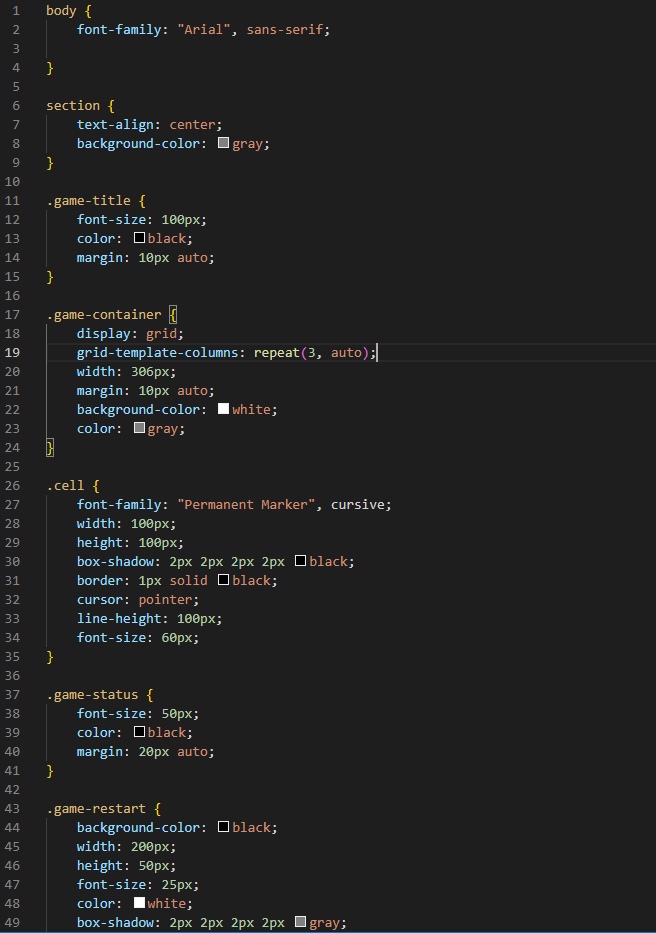 1 body {
2     font-family: "Arial", sans-serif;
3
4 }
5
6 section {
7     text-align: center;
8     background-color: gray;
9 }
10
11 .game-title {
12     font-size: 100px;
13     color: black;
14     margin: 10px auto;
15 }
16
17 .game-container {
18     display: grid;
19     grid-template-columns: repeat(3, auto);
20     width: 306px;
21     margin: 10px auto;
22     background-color: white;
23     color: gray;
24 }
25
26 .cell {
27     font-family: "Permanent Marker", cursive;
28     width: 100px;
29     height: 100px;
30     box-shadow: 2px 2px 2px 2px black;
31     border: 1px solid black;
32     cursor: pointer;
33     line-height: 100px;
34     font-size: 60px;
35 }
36
37 .game-status {
38     font-size: 50px;
39     color: black;
40     margin: 20px auto;
41 }
42
43 .game-restart {
44     background-color: black;
45     width: 200px;
46     height: 50px;
47     font-size: 25px;
48     color: white;
49     box-shadow: 2px 2px 2px 2px gray;